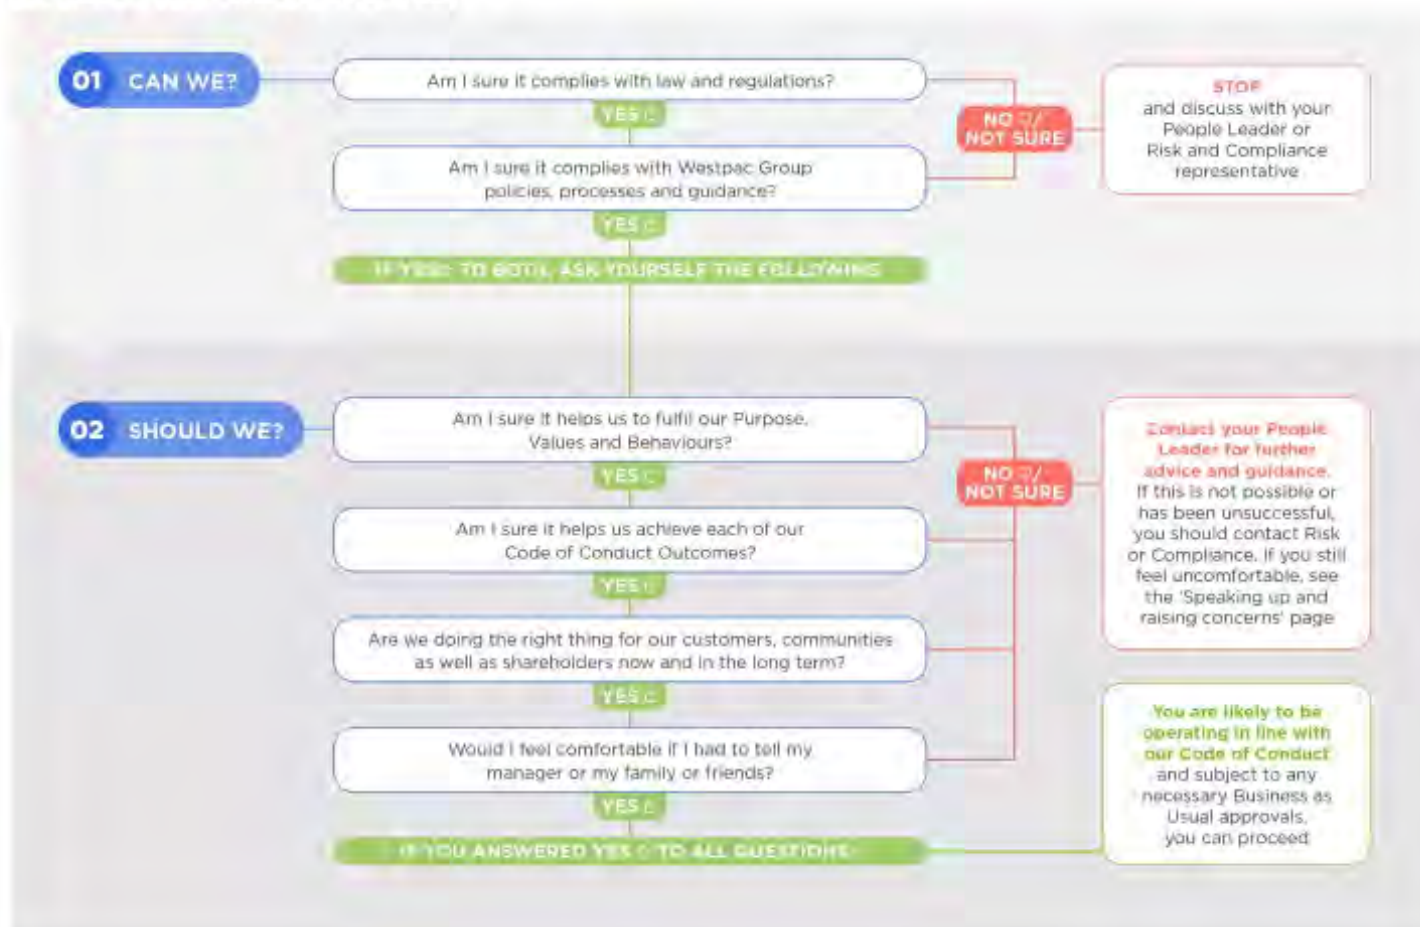 01 CAN WE?
Am I sure it complies with law and regulations?
YES
Am I sure it complies with Westpac Group
policies, processes and guidance?
YES
NO /
NOT SURE
STOP
and discuss with your
People Leader or
Risk and Compliance
representative
IF YES TO BOTH, ASK YOURSELF THE FOLLOWING
02 SHOULD WE?
Am I sure it helps us to fulfil our Purpose,
Values and Behaviours?
YES
Am I sure it helps us achieve each of our
Code of Conduct Outcomes?
YES
Are we doing the right thing for our customers, communities
as well as shareholders now and in the long term?
YES
Would I feel comfortable if I had to tell my
manager or my family or friends?
YES
NO /
NOT SURE
Contact your People
Leader for further
advice and guidance.
If this is not possible or
has been unsuccessful,
you should contact Risk
or Compliance. If you still
feel uncomfortable, see
the 'Speaking up and
raising concerns' page
IF YOU ANSWERED YES TO ALL QUESTIONS
You are likely to be
operating in line with
our Code of Conduct
and subject to any
necessary Business as
Usual approvals,
you can proceed